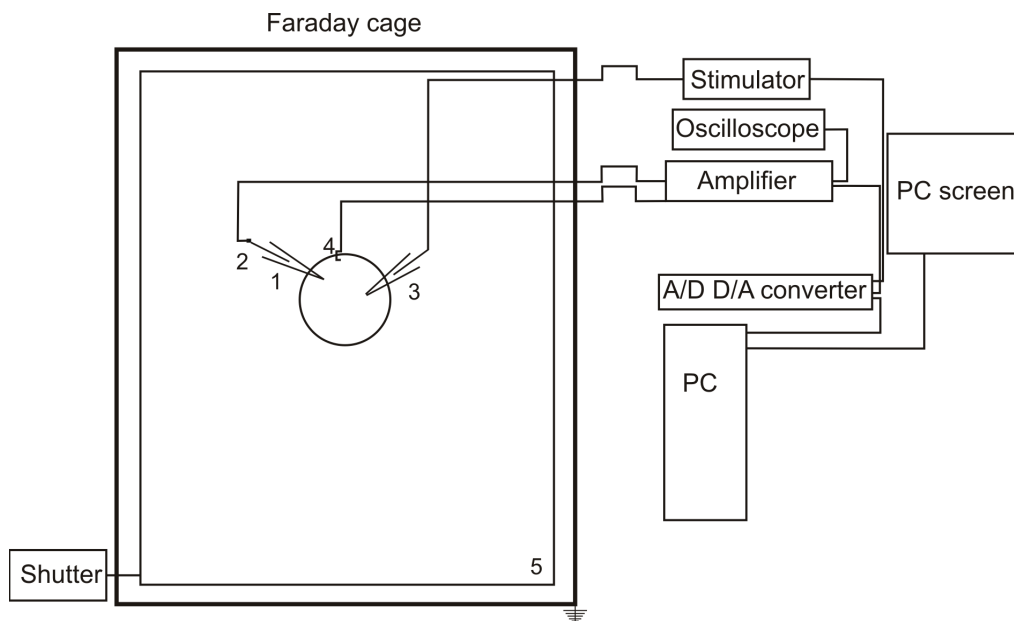 Faraday cage
Stimulator
Oscilloscope
Amplifier
PC screen
4
2
1
3
A/D D/A converter
PC
5
Shutter